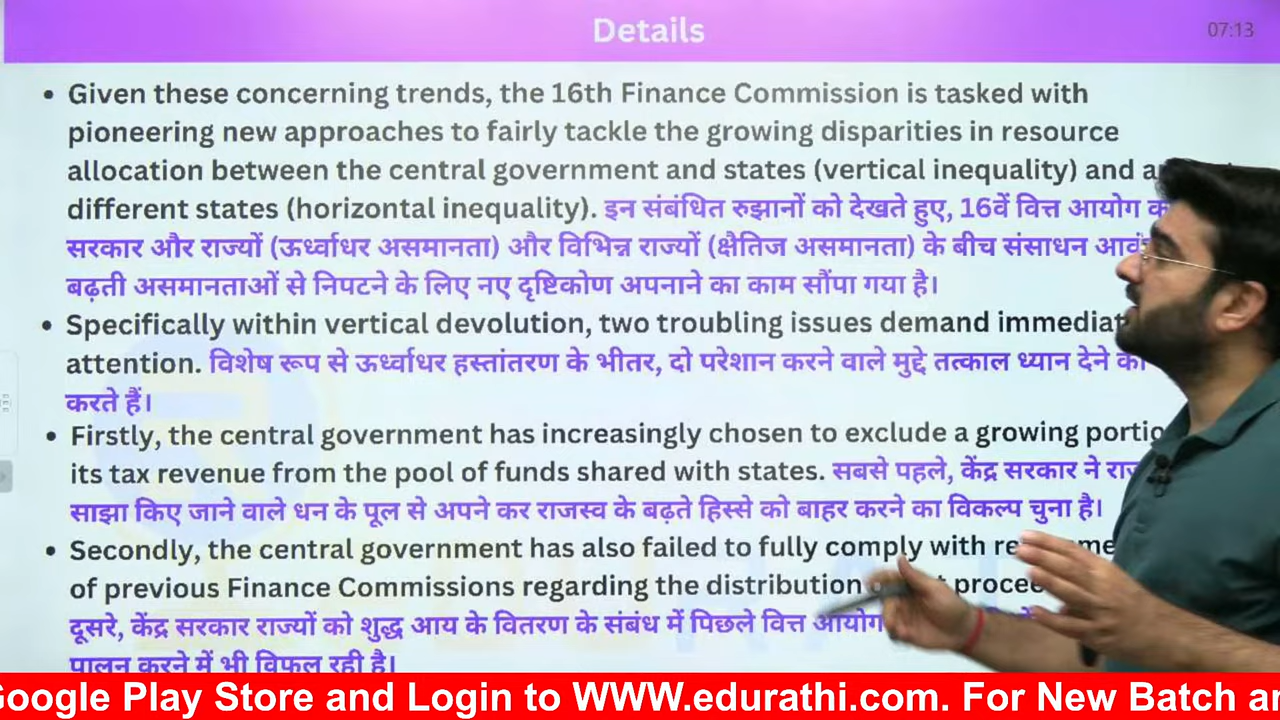 Details
07:13
• Given these concerning trends, the 16th Finance Commission is tasked with
pioneering new approaches to fairly tackle the growing disparities in resource
allocation between the central government and states (vertical inequality) and
different states (horizontal inequality). इन संबंधित रुझानों को देखते हुए, 16वें वित्त आयोग
सरकार और राज्यों (ऊर्ध्वाधर असमानता) और विभिन्न राज्यों (क्षैतिज असमानता) के बीच संसाधन
बढ़ती असमानताओं से निपटने के लिए नए दृष्टिकोण अपनाने का काम सौंपा गया है।
• Specifically within vertical devolution, two troubling issues demand
attention. विशेष रूप से ऊर्ध्वाधर हस्तांतरण के भीतर, दो परेशान करने वाले मुद्दे तत्काल ध्यान देने
करते हैं।
• Firstly, the central government has increasingly chosen to exclude a growing
its tax revenue from the pool of funds shared with states. सबसे पहले, केंद्र सरकार ने
साझा किए जाने वाले धन के पूल से अपने कर राजस्व के बढ़ते हिस्से को बाहर करने का विकल्प चुना है।
• Secondly, the central government has also failed to fully comply with
of previous Finance Commissions regarding the distribution
दूसरे, केंद्र सरकार राज्यों को शुद्ध आय के वितरण के संबंध में पिछले वित्त
पालन करने में भी विफल रही है।
Google Play Store and Login to WWW.edurathi.com. For New Batch